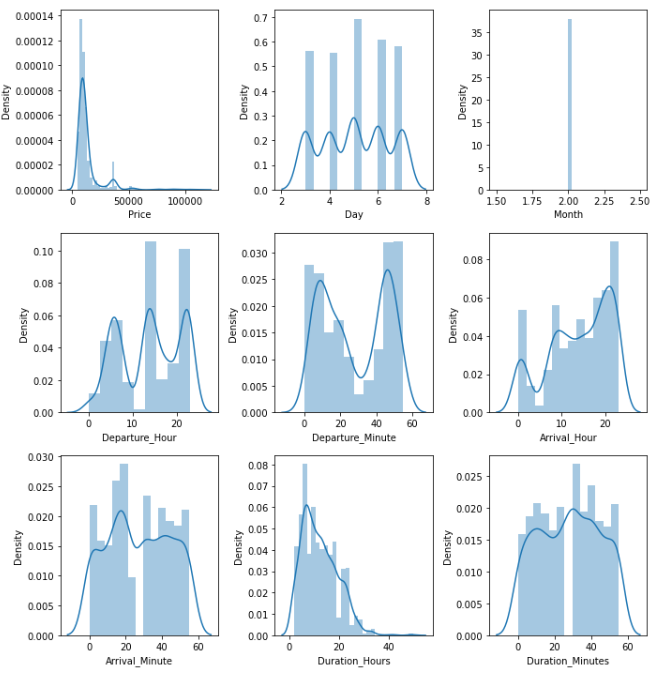 0.00014
0.00012
0.00010
0.00008
0.00006
0.00004
0.00002
0.00000
Density
0 50000 100000
Price
0.7
0.6
0.5
0.4
0.3
0.2
0.1
0.0
Density
2 4 6 8
Day
35
30
25
20
15
10
5
0
Density
1.50 1.75 2.00 2.25 2.50
Month
0.10
0.08
0.06
0.04
0.02
0.00
Density
0 10 20
Departure_Hour
0.030
0.025
0.020
0.015
0.010
0.005
0.000
Density
0 20 40 60
Departure_Minute
0.08
0.06
0.04
0.02
0.00
Density
0 10 20
Arrival_Hour
0.030
0.025
0.020
0.015
0.010
0.005
0.000
Density
0 20 40 60
Arrival_Minute
0.08
0.07
0.06
0.05
0.04
0.03
0.02
0.01
0.00
Density
0 20 40
Duration_Hours
0.025
0.020
0.015
0.010
0.005
0.000
Density
0 20 40 60
Duration_Minutes